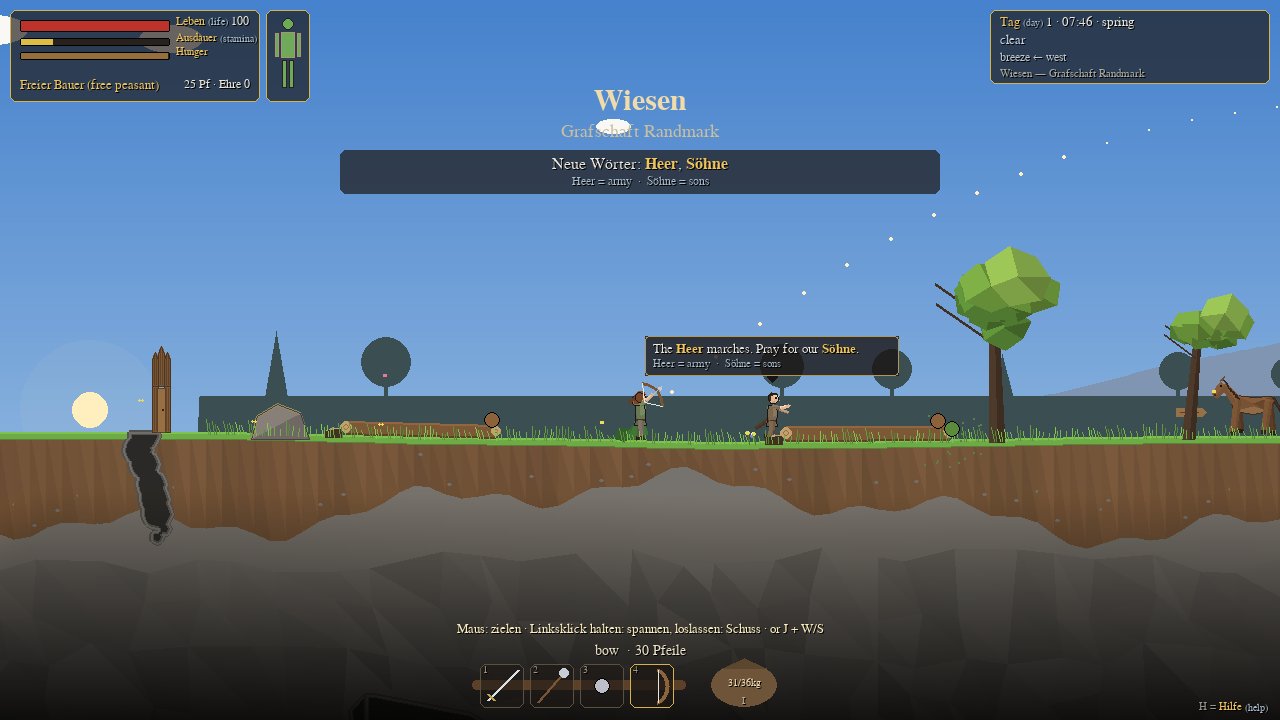 Leben (life) 100
Ausdauer (stamina)
Hunger
Freier Bauer (free peasant) 25 Pf · Ehre 0
Tag (day) 1 · 07:46 · spring
clear
breeze ← west
Wiesen — Grafschaft Randmark
Wiesen
Grafschaft Randmark
Neue Wörter: Heer, Söhne
Heer = army · Söhne = sons
The Heer marches. Pray for our Söhne.
Heer = army · Söhne = sons
Maus: zielen · Linksklick halten: spannen, loslassen: Schuss · or J + W/S
bow · 30 Pfeile
1 2 3 4
31/36kg
I
H = Hilfe (help)